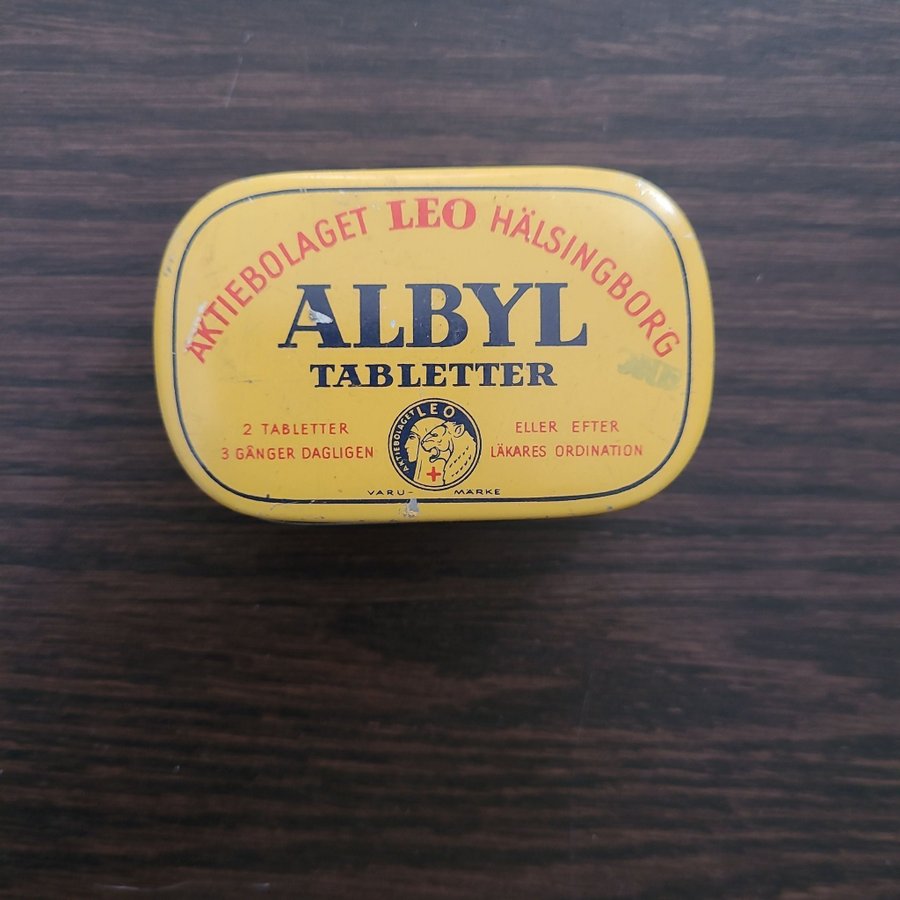 AKTIEBOLAGET LEO HÄLSINGBORG
ALBYL
TABLETTER
2 TABLETTER
3 GÅNGER DAGLIGEN
AKTIEBOLAGET LEO
ELLER EFTER
LÄKARES ORDINATION
VARU- MÄRKE